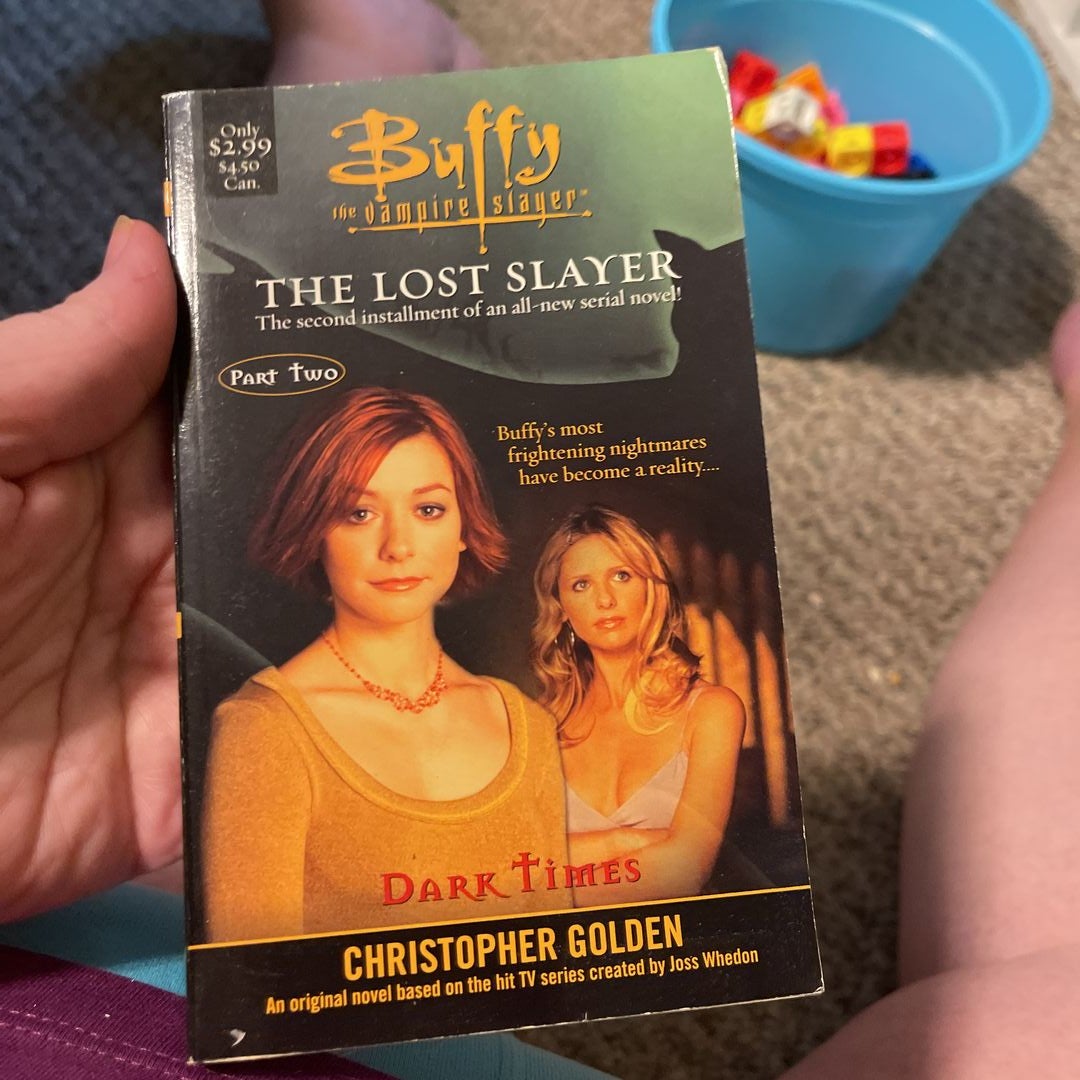 Only
$2.99
$4.50
Can.
Buffy
the vampire slayer™
THE LOST SLAYER
The second installment of an all-new serial novel!
PART TWO
Buffy's most
frightening nightmares
have become a reality....
DARK TIMES
CHRISTOPHER GOLDEN
An original novel based on the hit TV series created by Joss Whedon